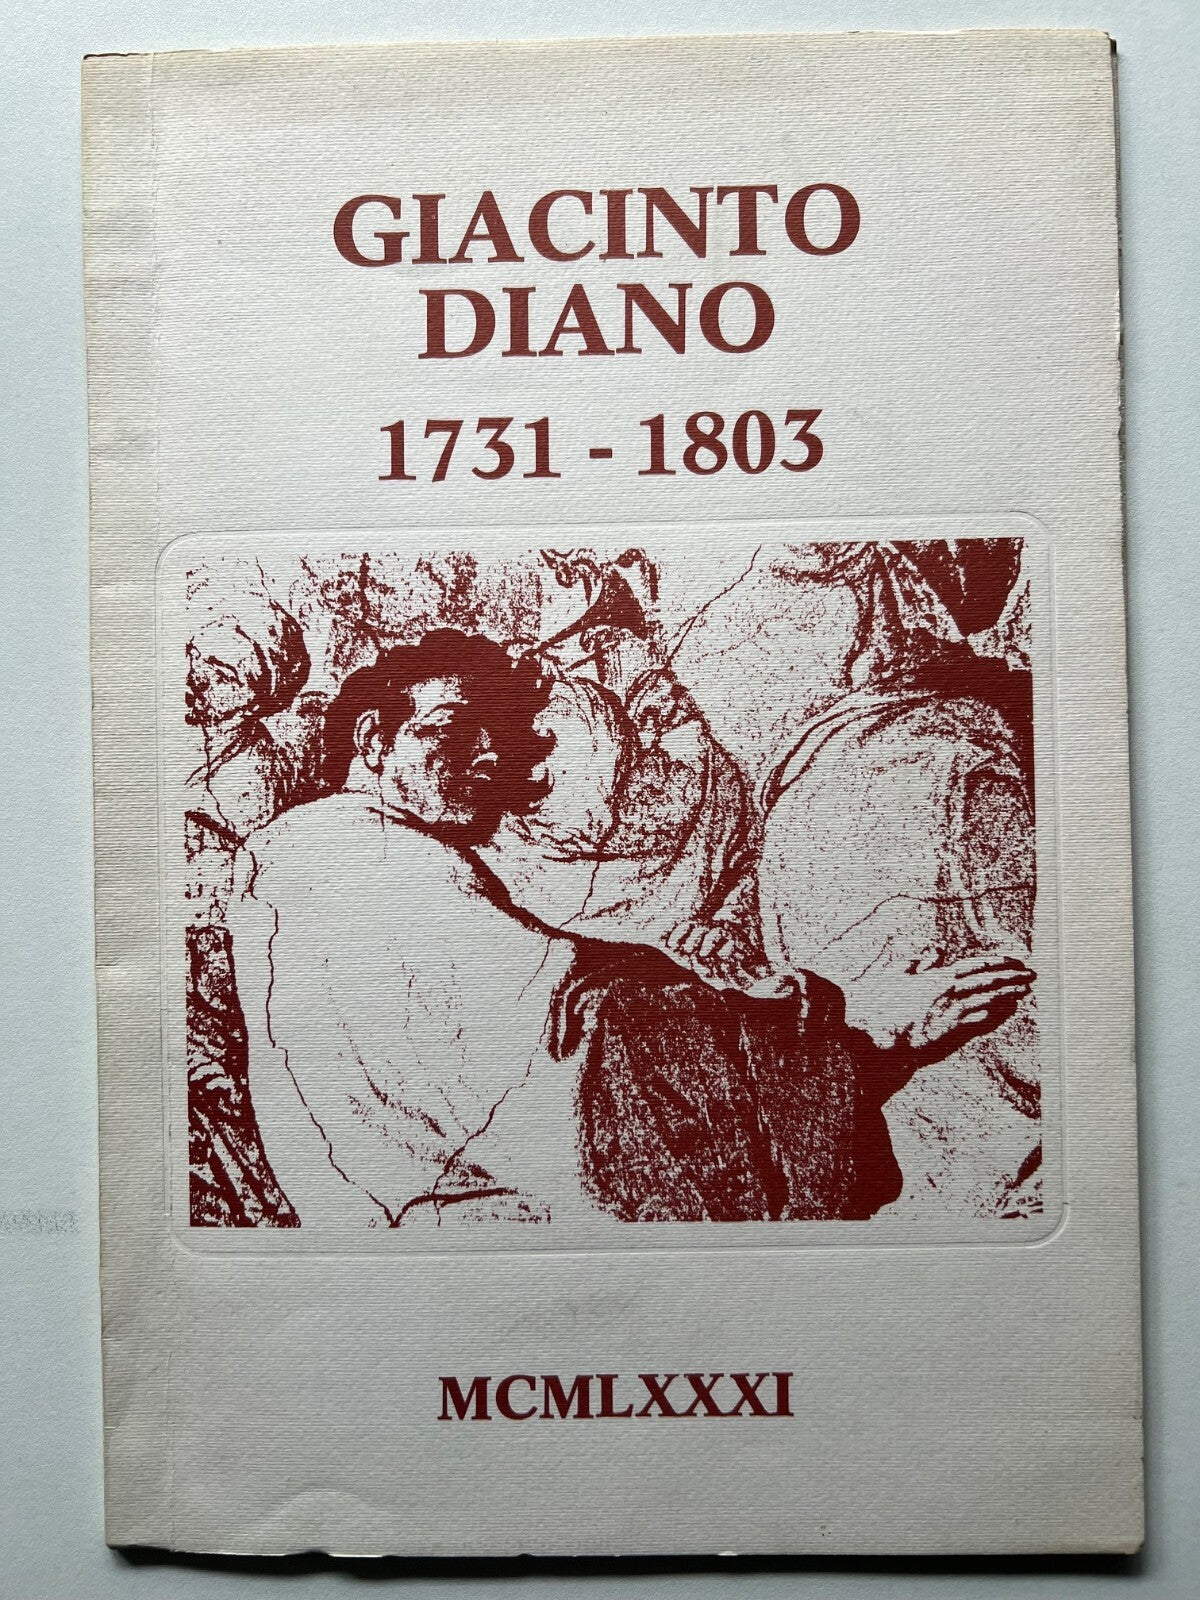 GIACINTO
DIANO
1731 - 1803
MCMLXXXI